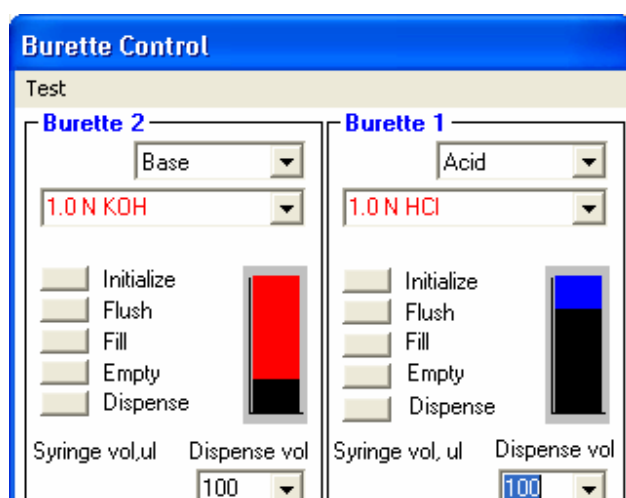 Burette Control
Test
Burette 2
Base
1.0 N KOH
Initialize
Flush
Fill
Empty
Dispense
Syringe vol,ul Dispense vol
100
Burette 1
Acid
1.0 N HCl
Initialize
Flush
Fill
Empty
Dispense
Syringe vol, ul Dispense vol
100